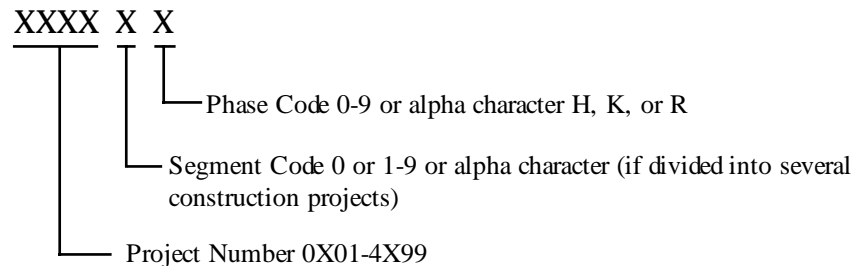 XXXX X X
Phase Code 0-9 or alpha character H, K, or R
Segment Code 0 or 1-9 or alpha character (if divided into several
construction projects)
Project Number 0X01-4X99